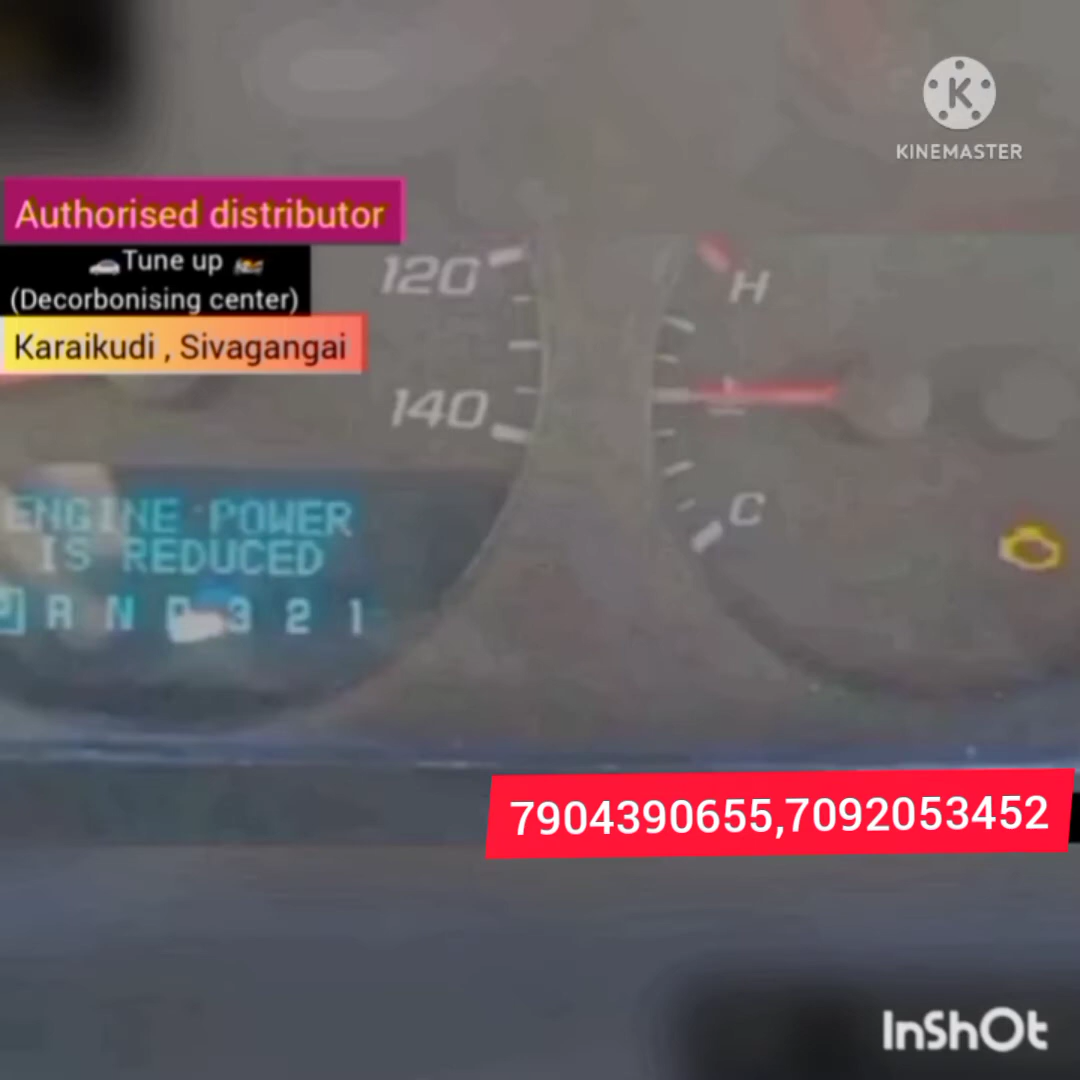 KINEMASTER
Authorised distributor
Tune up
(Decorbonising center)
Karaikudi , Sivagangai
120
140
H
C
ENGINE POWER
IS REDUCED
P R N D 3 2 1
7904390655,7092053452
InShOt